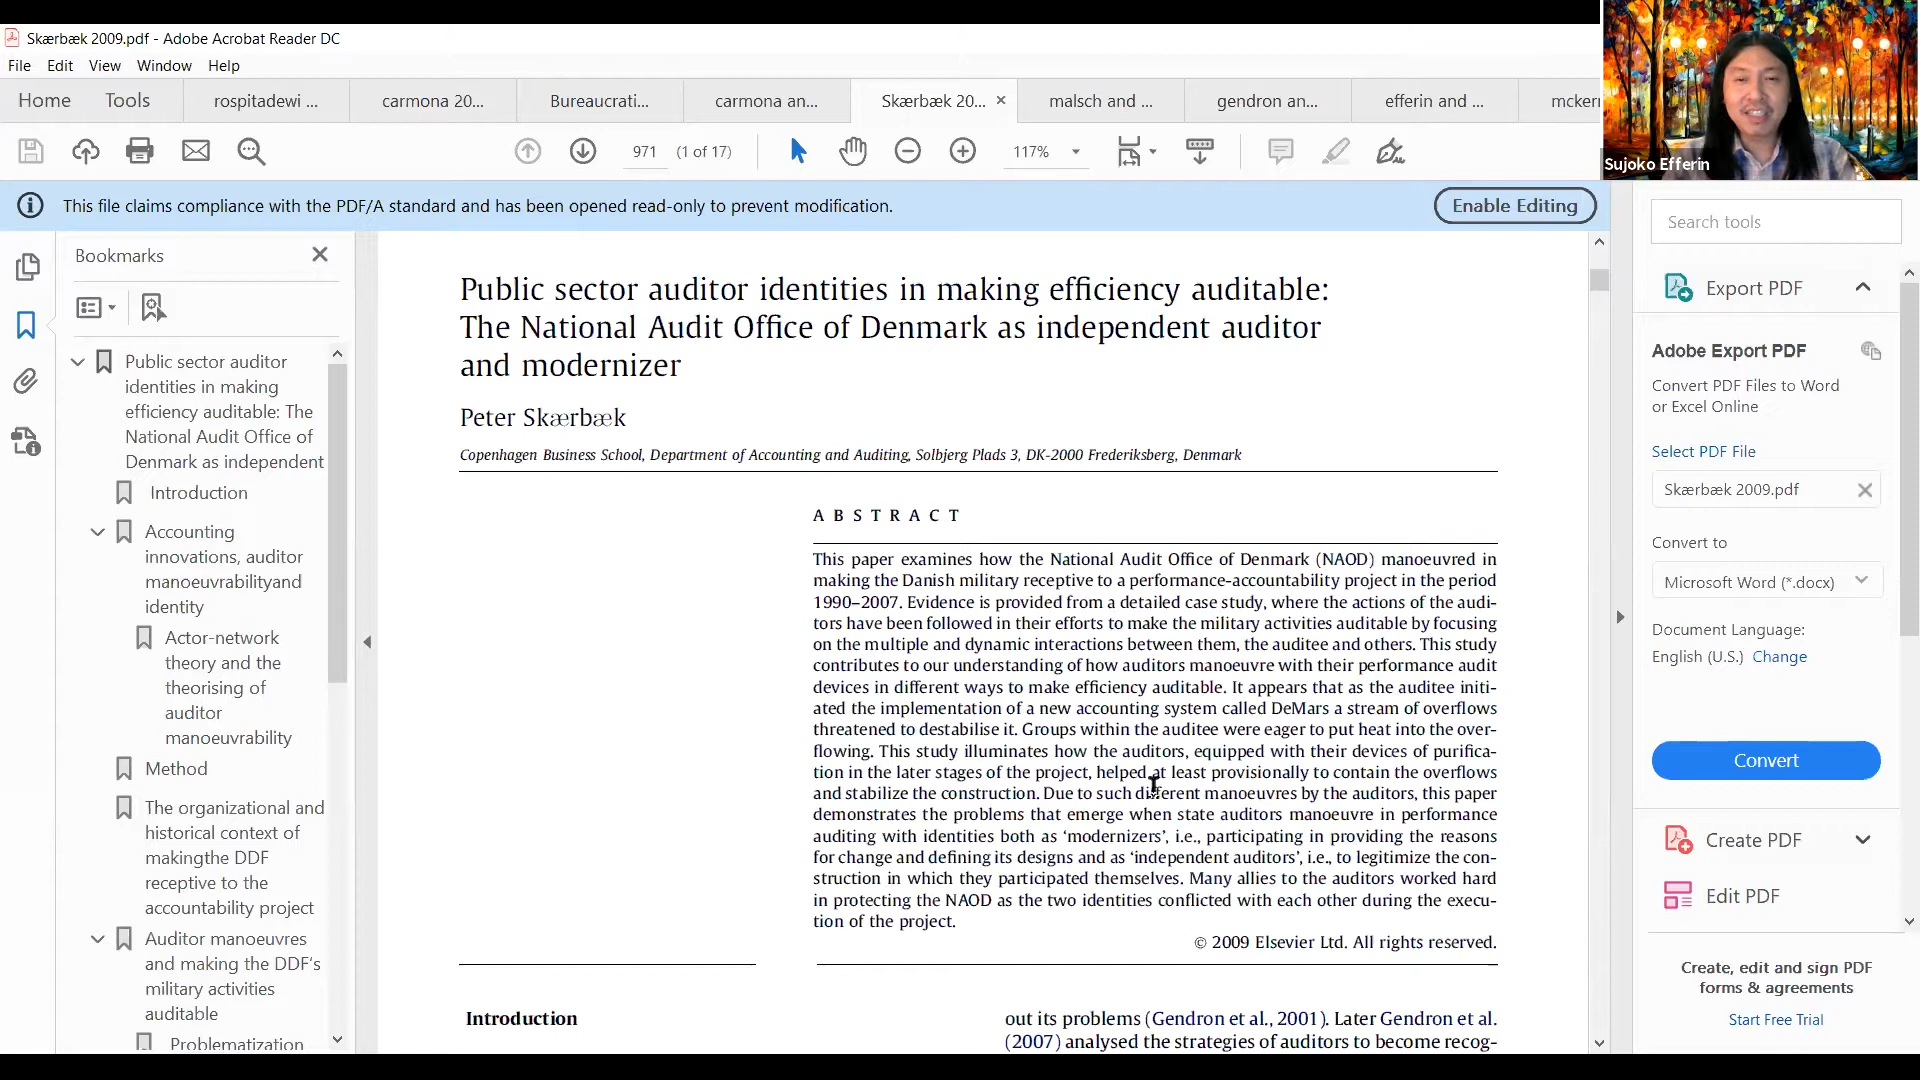 Skærbæk 2009.pdf - Adobe Acrobat Reader DC
File Edit View Window Help
Home Tools rospitadewi ... carmona 20... Bureaucrati... carmona an... Skærbæk 20... malsch and ... gendron an... efferin and ... mckern
Sujoko Efferin
971 (1 of 17) 117%
This file claims compliance with the PDF/A standard and has been opened read-only to prevent modification.
Enable Editing
Bookmarks
Public sector auditor
identities in making
efficiency auditable: The
National Audit Office of
Denmark as independent
Introduction
Accounting
innovations, auditor
manoeuvrabilityand
identity
Actor-network
theory and the
theorising of
auditor
manoeuvrability
Method
The organizational and
historical context of
makingthe DDF
receptive to the
accountability project
Auditor manoeuvres
and making the DDF's
military activities
auditable
Problematization
Public sector auditor identities in making efficiency auditable:
The National Audit Office of Denmark as independent auditor
and modernizer
Peter Skærbæk
Copenhagen Business School, Department of Accounting and Auditing, Solbjerg Plads 3, DK-2000 Frederiksberg, Denmark
ABSTRACT
This paper examines how the National Audit Office of Denmark (NAOD) manoeuvred in
making the Danish military receptive to a performance-accountability project in the period
1990–2007. Evidence is provided from a detailed case study, where the actions of the audi-
tors have been followed in their efforts to make the military activities auditable by focusing
on the multiple and dynamic interactions between them, the auditee and others. This study
contributes to our understanding of how auditors manoeuvre with their performance audit
devices in different ways to make efficiency auditable. It appears that as the auditee initi-
ated the implementation of a new accounting system called DeMars a stream of overflows
threatened to destabilise it. Groups within the auditee were eager to put heat into the over-
flowing. This study illuminates how the auditors, equipped with their devices of purifica-
tion in the later stages of the project, helped at least provisionally to contain the overflows
and stabilize the construction. Due to such different manoeuvres by the auditors, this paper
demonstrates the problems that emerge when state auditors manoeuvre in performance
auditing with identities both as ‘modernizers’, i.e., participating in providing the reasons
for change and defining its designs and as ‘independent auditors’, i.e., to legitimize the con-
struction in which they participated themselves. Many allies to the auditors worked hard
in protecting the NAOD as the two identities conflicted with each other during the execu-
tion of the project.
© 2009 Elsevier Ltd. All rights reserved.
Introduction
out its problems (Gendron et al., 2001). Later Gendron et al.
(2007) analysed the strategies of auditors to become recog-
Search tools
Export PDF
Adobe Export PDF
Convert PDF Files to Word
or Excel Online
Select PDF File
Skærbæk 2009.pdf
Convert to
Microsoft Word (*.docx)
Document Language:
English (U.S.) Change
Convert
Create PDF
Edit PDF
Create, edit and sign PDF
forms & agreements
Start Free Trial